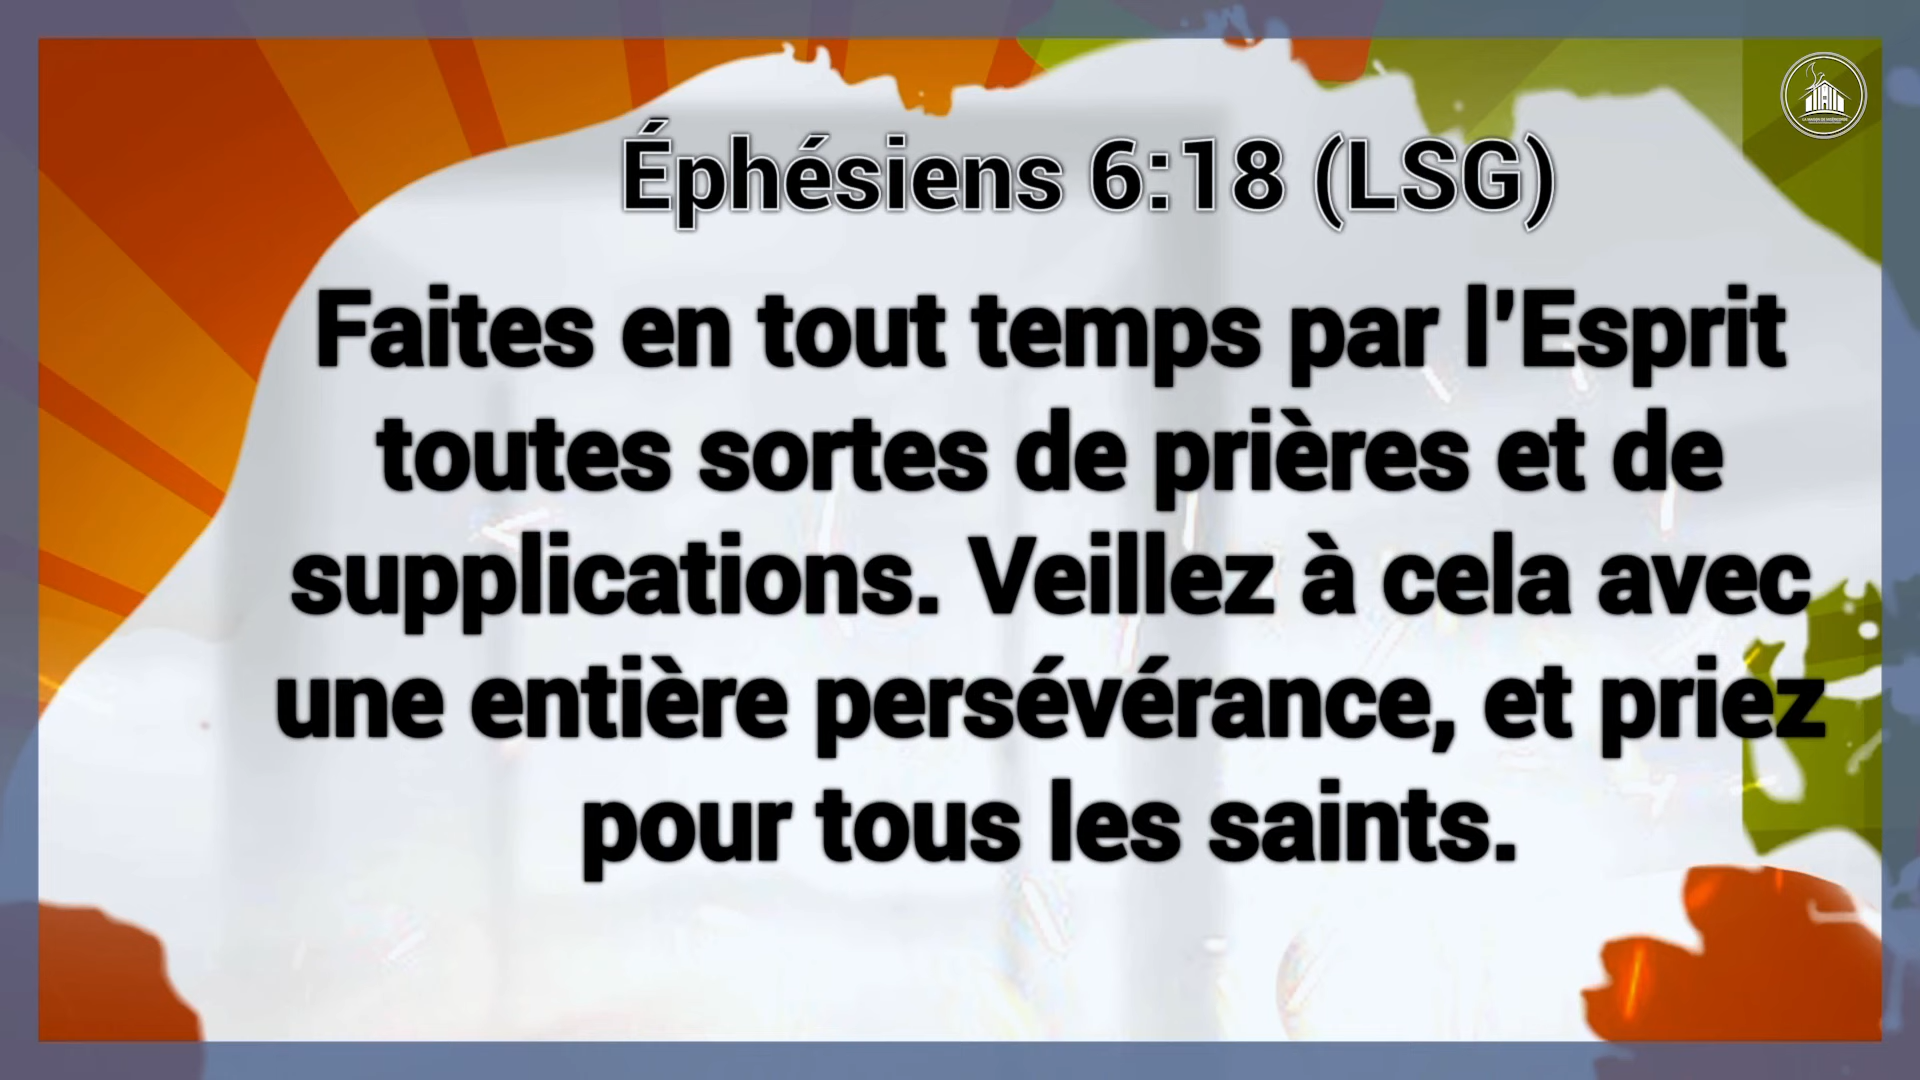 Éphésiens 6:18 (LSG)
Faites en tout temps par l'Esprit
toutes sortes de prières et de
supplications. Veillez à cela avec
une entière persévérance, et priez
pour tous les saints.